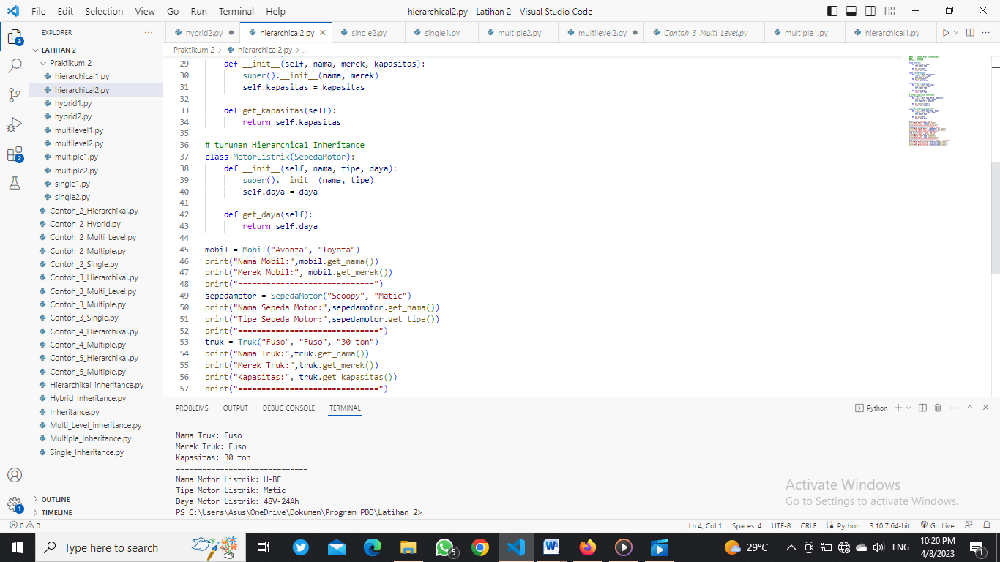 File Edit Selection View Go Run Terminal Help hierarchical2.py - Latihan 2 - Visual Studio Code
EXPLORER
hybrid2.py hierarchical2.py single2.py single1.py multiple2.py multilevel2.py Contoh_3_Multi_Level.py multiple1.py hierarchical1.py
Praktikum 2 > hierarchical2.py > ...
3
2
1
LATIHAN 2
Praktikum 2
hierarchical1.py
hierarchical2.py
hybrid1.py
hybrid2.py
multilevel1.py
multilevel2.py
multiple1.py
multiple2.py
single1.py
single2.py
Contoh_2_Hierarchikal.py
Contoh_2_Hybrid.py
Contoh_2_Multi_Level.py
Contoh_2_Multiple.py
Contoh_2_Single.py
Contoh_3_Hierarchikal.py
Contoh_3_Multi_Level.py
Contoh_3_Multiple.py
Contoh_3_Single.py
Contoh_4_Hierarchikal.py
Contoh_4_Multiple.py
Contoh_5_Hierarchikal.py
Contoh_5_Multiple.py
Hierarchikal_inheritance.py
Hybrid_Inheritance.py
Inheritance.py
Multi_Level_inheritance.py
Multiple_Inheritance.py
Single_Inheritance.py
OUTLINE
TIMELINE
29 def __init__(self, nama, merek, kapasitas):
30 super().__init__(nama, merek)
31 self.kapasitas = kapasitas
32
33 def get_kapasitas(self):
34 return self.kapasitas
35
36 # turunan Hierarchical Inheritance
37 class MotorListrik(SepedaMotor):
38 def __init__(self, nama, tipe, daya):
39 super().__init__(nama, tipe)
40 self.daya = daya
41
42 def get_daya(self):
43 return self.daya
44
45 mobil = Mobil("Avanza", "Toyota")
46 print("Nama Mobil:",mobil.get_nama())
47 print("Merek Mobil:", mobil.get_merek())
48 print("=============================")
49 sepedamotor = SepedaMotor("Scoopy", "Matic")
50 print("Nama Sepeda Motor:",sepedamotor.get_nama())
51 print("Tipe Sepeda Motor:",sepedamotor.get_tipe())
52 print("==============================")
53 truk = Truk("Fuso", "Fuso", "30 ton")
54 print("Nama Truk:",truk.get_nama())
55 print("Merek Truk:",truk.get_merek())
56 print("Kapasitas:", truk.get_kapasitas())
57 print("==============================")
PROBLEMS OUTPUT DEBUG CONSOLE TERMINAL Python
Nama Truk: Fuso
Merek Truk: Fuso
Kapasitas: 30 ton
==============================
Nama Motor Listrik: U-BE
Tipe Motor Listrik: Matic
Daya Motor Listrik: 48V-24Ah
PS C:\Users\Asus\OneDrive\Dokumen\Program PBO\Latihan 2>
Activate Windows
Go to Settings to activate Windows.
0 0 Ln 4, Col 1 Spaces: 4 UTF-8 CRLF Python 3.10.7 64-bit Go Live
Type here to search 5 29°C ENG 10:20 PM
4/8/2023 1